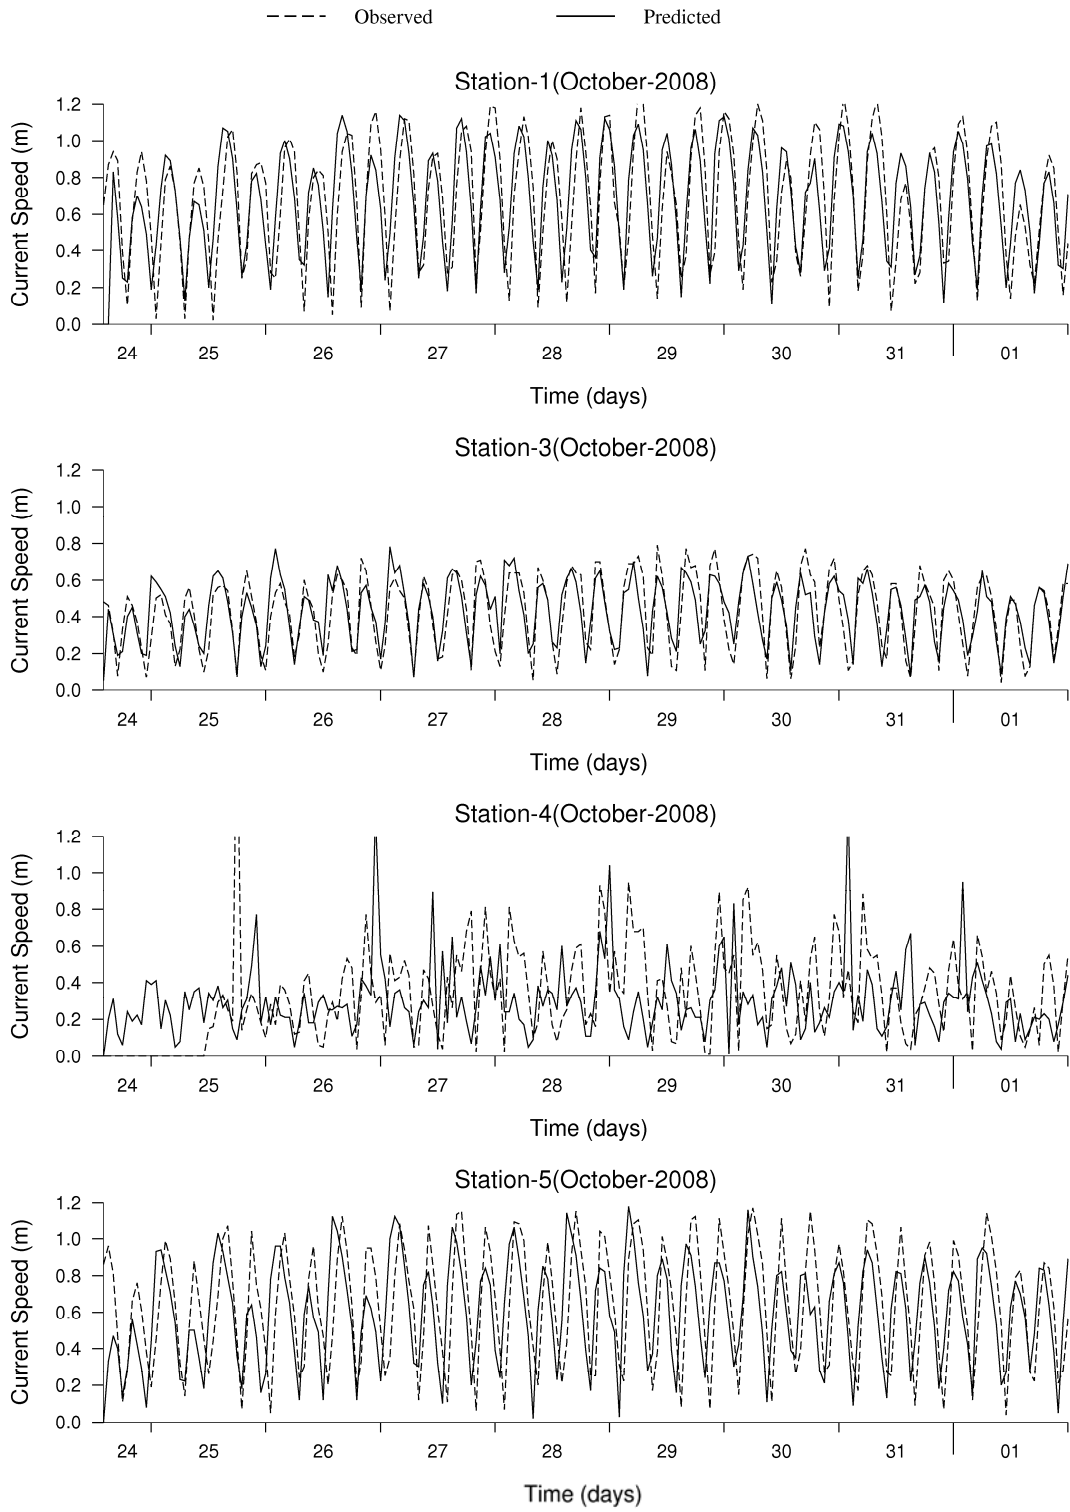 Observed Predicted
Station-1(October-2008)
Current Speed (m)
1.2
1.0
0.8
0.6
0.4
0.2
0.0
24 25 26 27 28 29 30 31 01
Time (days)
Station-3(October-2008)
Current Speed (m)
1.2
1.0
0.8
0.6
0.4
0.2
0.0
24 25 26 27 28 29 30 31 01
Time (days)
Station-4(October-2008)
Current Speed (m)
1.2
1.0
0.8
0.6
0.4
0.2
0.0
24 25 26 27 28 29 30 31 01
Time (days)
Station-5(October-2008)
Current Speed (m)
1.2
1.0
0.8
0.6
0.4
0.2
0.0
24 25 26 27 28 29 30 31 01
Time (days)